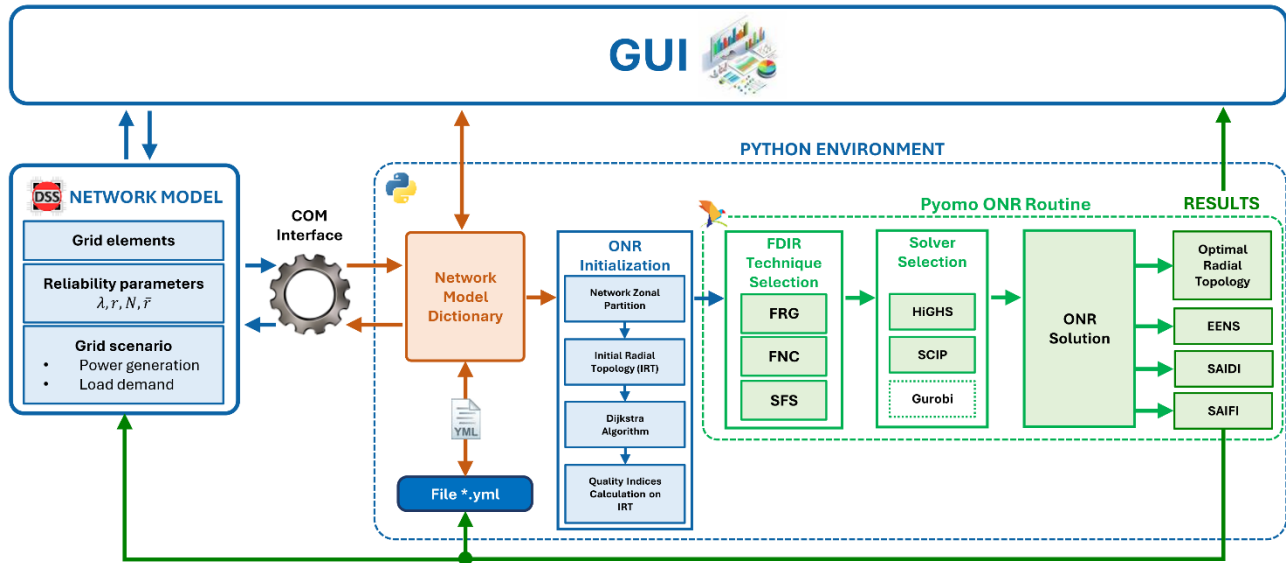 GUI
PYTHON ENVIRONMENT
DSS
NETWORK MODEL
Grid elements
Reliability parameters
λ, r, N, r̄
Grid scenario
• Power generation
• Load demand
COM
Interface
Network
Model
Dictionary
YML
File *.yml
ONR
Initialization
Network Zonal
Partition
Initial Radial
Topology (IRT)
Dijkstra
Algorithm
Quality Indices
Calculation on
IRT
Pyomo ONR Routine
FDIR
Technique
Selection
FRG
FNC
SFS
Solver
Selection
HiGHS
SCIP
Gurobi
ONR
Solution
RESULTS
Optimal
Radial
Topology
EENS
SAIDI
SAIFI